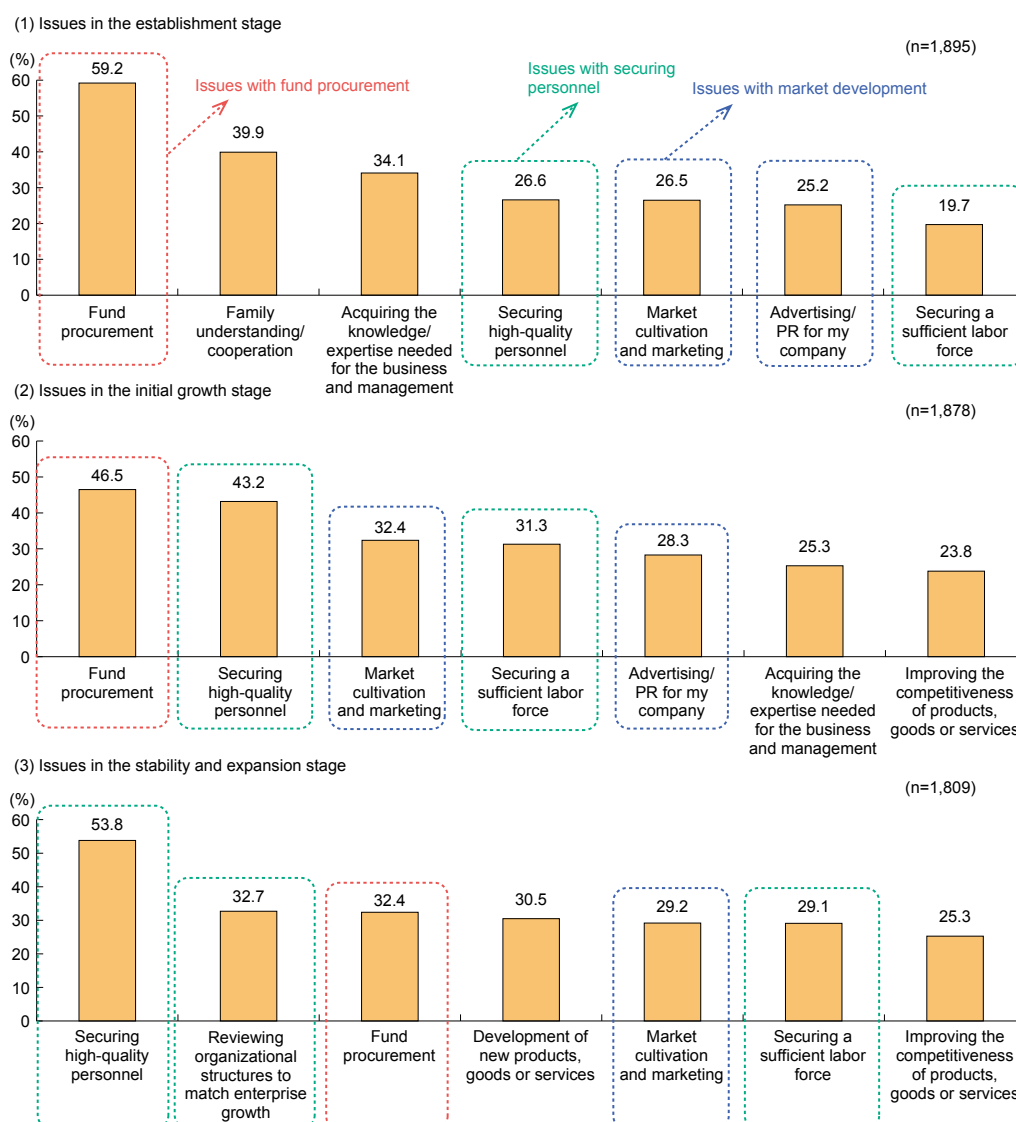 (1) Issues in the establishment stage
(%)
(n=1,895)
60
50
40
30
20
10
0
59.2
39.9
34.1
26.6
26.5
25.2
19.7
Issues with fund procurement
Issues with securing
personnel
Issues with market development
Fund
procurement
Family
understanding/
cooperation
Acquiring the
knowledge/
expertise needed
for the business
and management
Securing
high-quality
personnel
Market
cultivation
and marketing
Advertising/
PR for my
company
Securing a
sufficient labor
force
(2) Issues in the initial growth stage
(%)
(n=1,878)
60
50
40
30
20
10
0
46.5
43.2
32.4
31.3
28.3
25.3
23.8
Fund
procurement
Securing
high-quality
personnel
Market
cultivation
and marketing
Securing a
sufficient labor
force
Advertising/
PR for my
company
Acquiring the
knowledge/
expertise needed
for the business
and management
Improving the
competitiveness
of products,
goods or services
(3) Issues in the stability and expansion stage
(%)
(n=1,809)
60
50
40
30
20
10
0
53.8
32.7
32.4
30.5
29.2
29.1
25.3
Securing
high-quality
personnel
Reviewing
organizational
structures to
match enterprise
growth
Fund
procurement
Development of
new products,
goods or services
Market
cultivation
and marketing
Securing a
sufficient labor
force
Improving the
competitiveness
of products,
goods or services